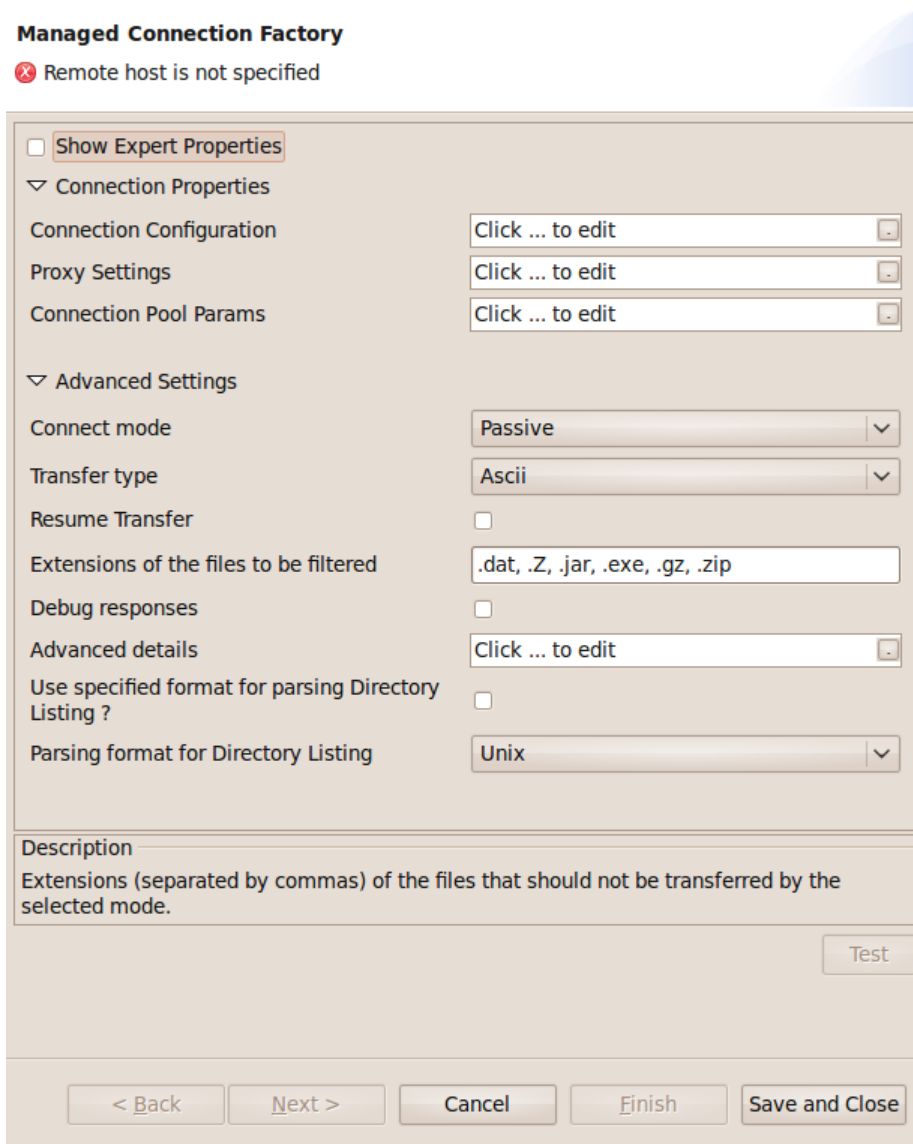 Managed Connection Factory
Remote host is not specified
Show Expert Properties
Connection Properties
Connection Configuration Click ... to edit .
Proxy Settings Click ... to edit .
Connection Pool Params Click ... to edit .
Advanced Settings
Connect mode Passive
Transfer type Ascii
Resume Transfer
Extensions of the files to be filtered .dat, .Z, .jar, .exe, .gz, .zip
Debug responses
Advanced details Click ... to edit .
Use specified format for parsing Directory
Listing ?
Parsing format for Directory Listing Unix
Description
Extensions (separated by commas) of the files that should not be transferred by the
selected mode.
Test
< Back Next > Cancel Finish Save and Close